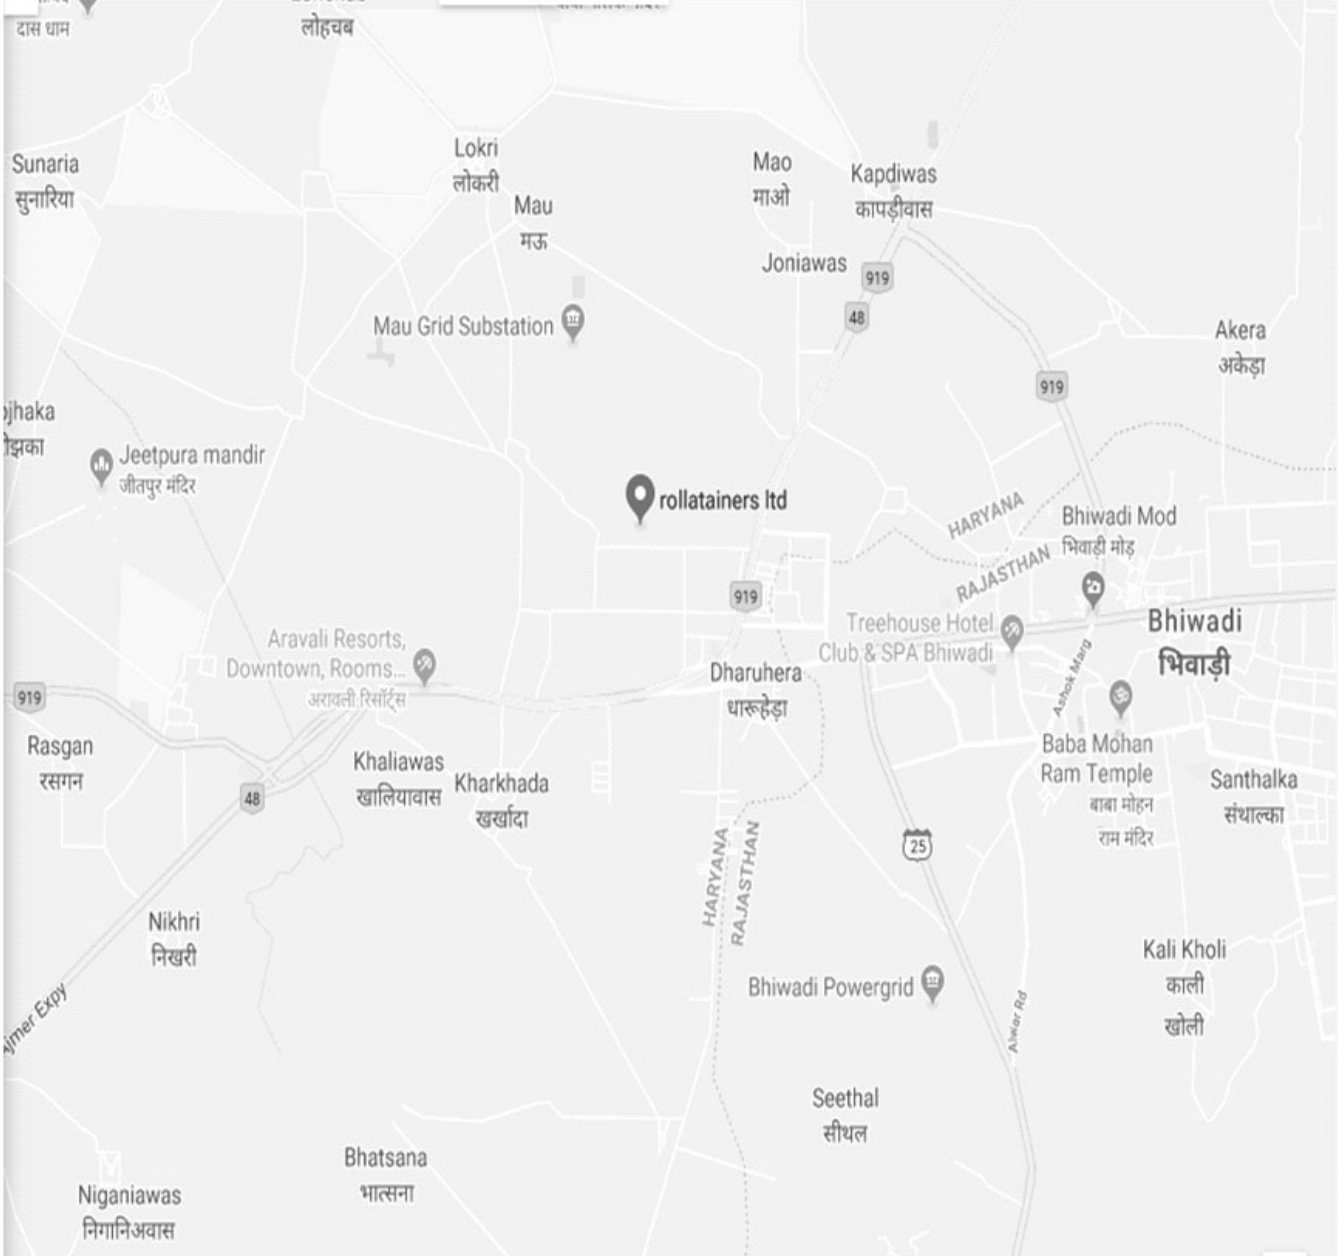 दास धाम
लोहचब
Sunaria
सुनारिया
Lokri
लोकरी
Mau
मऊ
Mao
माओ
Kapdiwas
कापड़ीवास
Joniawas
919
48
Mau Grid Substation
Akera
अकेड़ा
919
Jeetpura mandir
जीतपुर मंदिर
rollatainers ltd
HARYANA
RAJASTHAN
Bhiwadi Mod
भिवाड़ी मोड़
919
Treehouse Hotel
Club & SPA Bhiwadi
Bhiwadi
भिवाड़ी
Aravali Resorts,
Downtown, Rooms...
अरावली रिसॉर्ट्स
Dharuhera
धारूहेड़ा
Ashok Marg
919
Rasgan
रसगन
48
Khaliawas
खालियावास
Kharkhada
खर्खादा
Baba Mohan
Ram Temple
बाबा मोहन
राम मंदिर
Santhalka
संथाल्का
25
HARYANA
RAJASTHAN
Nikhri
निखरी
Bhiwadi Powergrid
Kali Kholi
काली
खोली
Expy
Alwar Rd
Seethal
सीथल
Bhatsana
भात्सना
Niganiawas
निगानिअवास